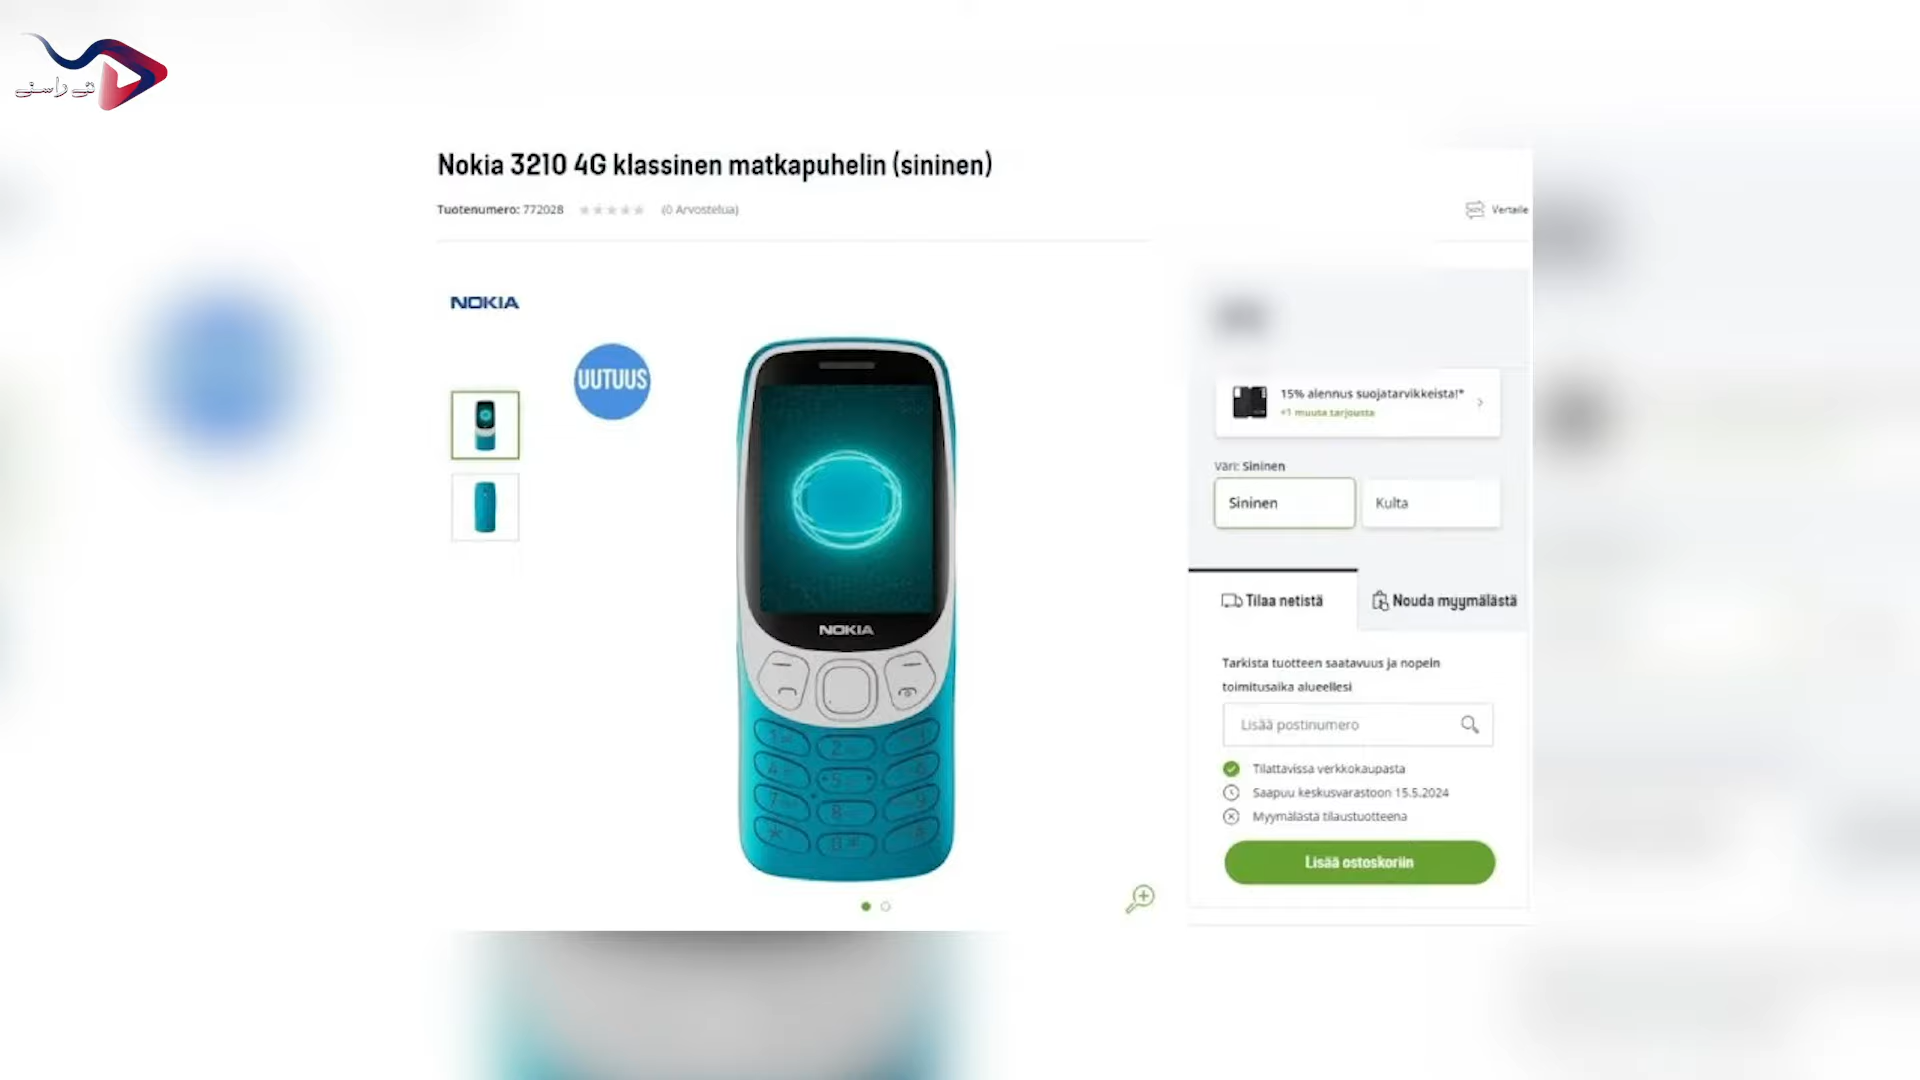 تي راستی
Nokia 3210 4G klassinen matkapuhelin (sininen)
Tuotenumero: 772028 (0 Arvostelua)
Vertaile
NOKIA
UUTUUS
NOKIA
15% alennus suojatarvikkeista!*
+1 muuta tarjousta
Väri: Sininen
Sininen
Kulta
Tilaa netistä
Nouda myymälästä
Tarkista tuotteen saatavuus ja nopein
toimitusaika alueellesi
Lisää postinumero
Tilattavissa verkkokaupasta
Saapuu keskusvarastoon 15.5.2024
Myymälästä tilaustuotteena
Lisää ostoskoriin